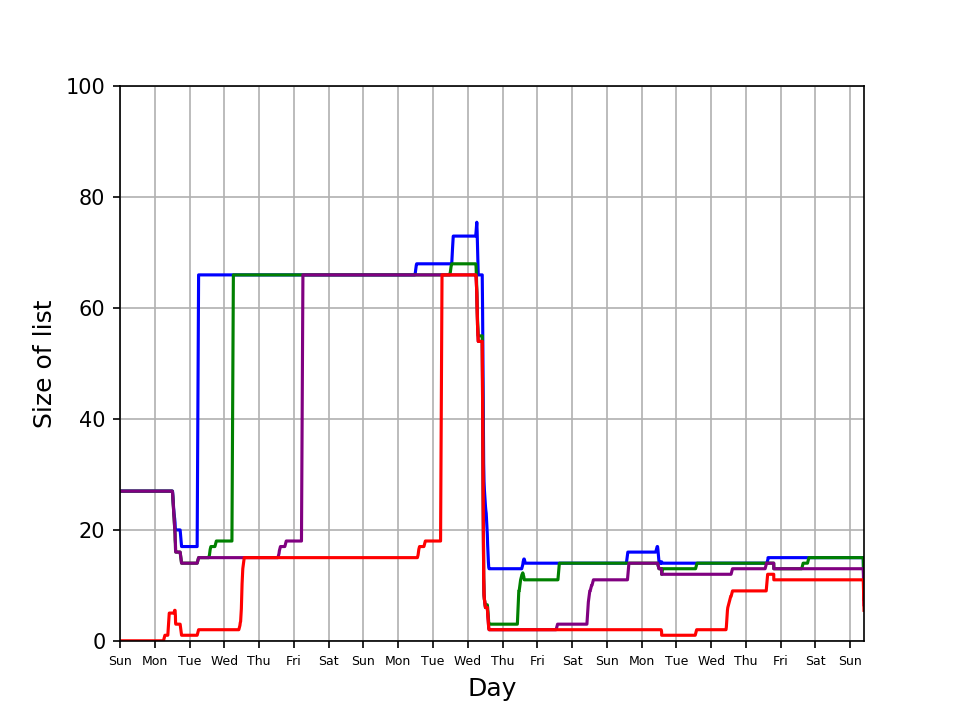 100
80
60
40
20
0
Size of list
Sun Mon Tue Wed Thu Fri Sat Sun Mon Tue Wed Thu Fri Sat Sun Mon Tue Wed Thu Fri Sat Sun
Day